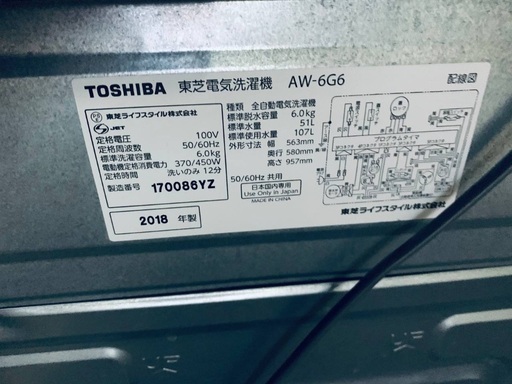 TOSHIBA 東芝電気洗濯機 AW-6G6 配線図
東芝ライフスタイル株式会社
JET
定格電圧 100V
定格周波数 50/60Hz
標準洗濯容量 6.0kg
電動機定格消費電力 370/450W
定格時間 洗いのみ 12分
製造番号 170086YZ
2018 年製
種類 全自動電気洗濯機
標準脱水容量 6.0kg
標準水量 51L
標準使用水量 107L
外形寸法 幅 563mm
奥行 580mm
高さ 957mm
50/60Hz 共用
日本国内専用
Use Only in Japan
MADE IN CHINA
東芝ライフスタイル株式会社